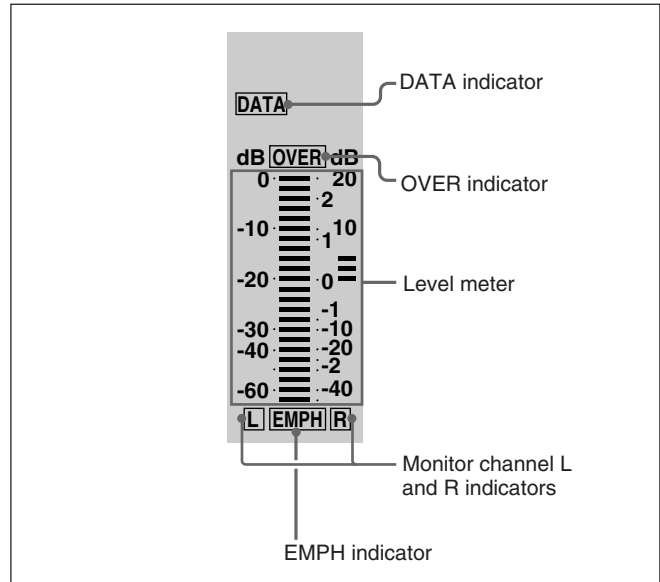 DATA indicator
DATA
dB OVER dB
OVER indicator
0 20
2
-10 10
1
Level meter
-20 0
-1
-30 -10
-40 -20
-2
-60 -40
L EMPH R
Monitor channel L
and R indicators
EMPH indicator